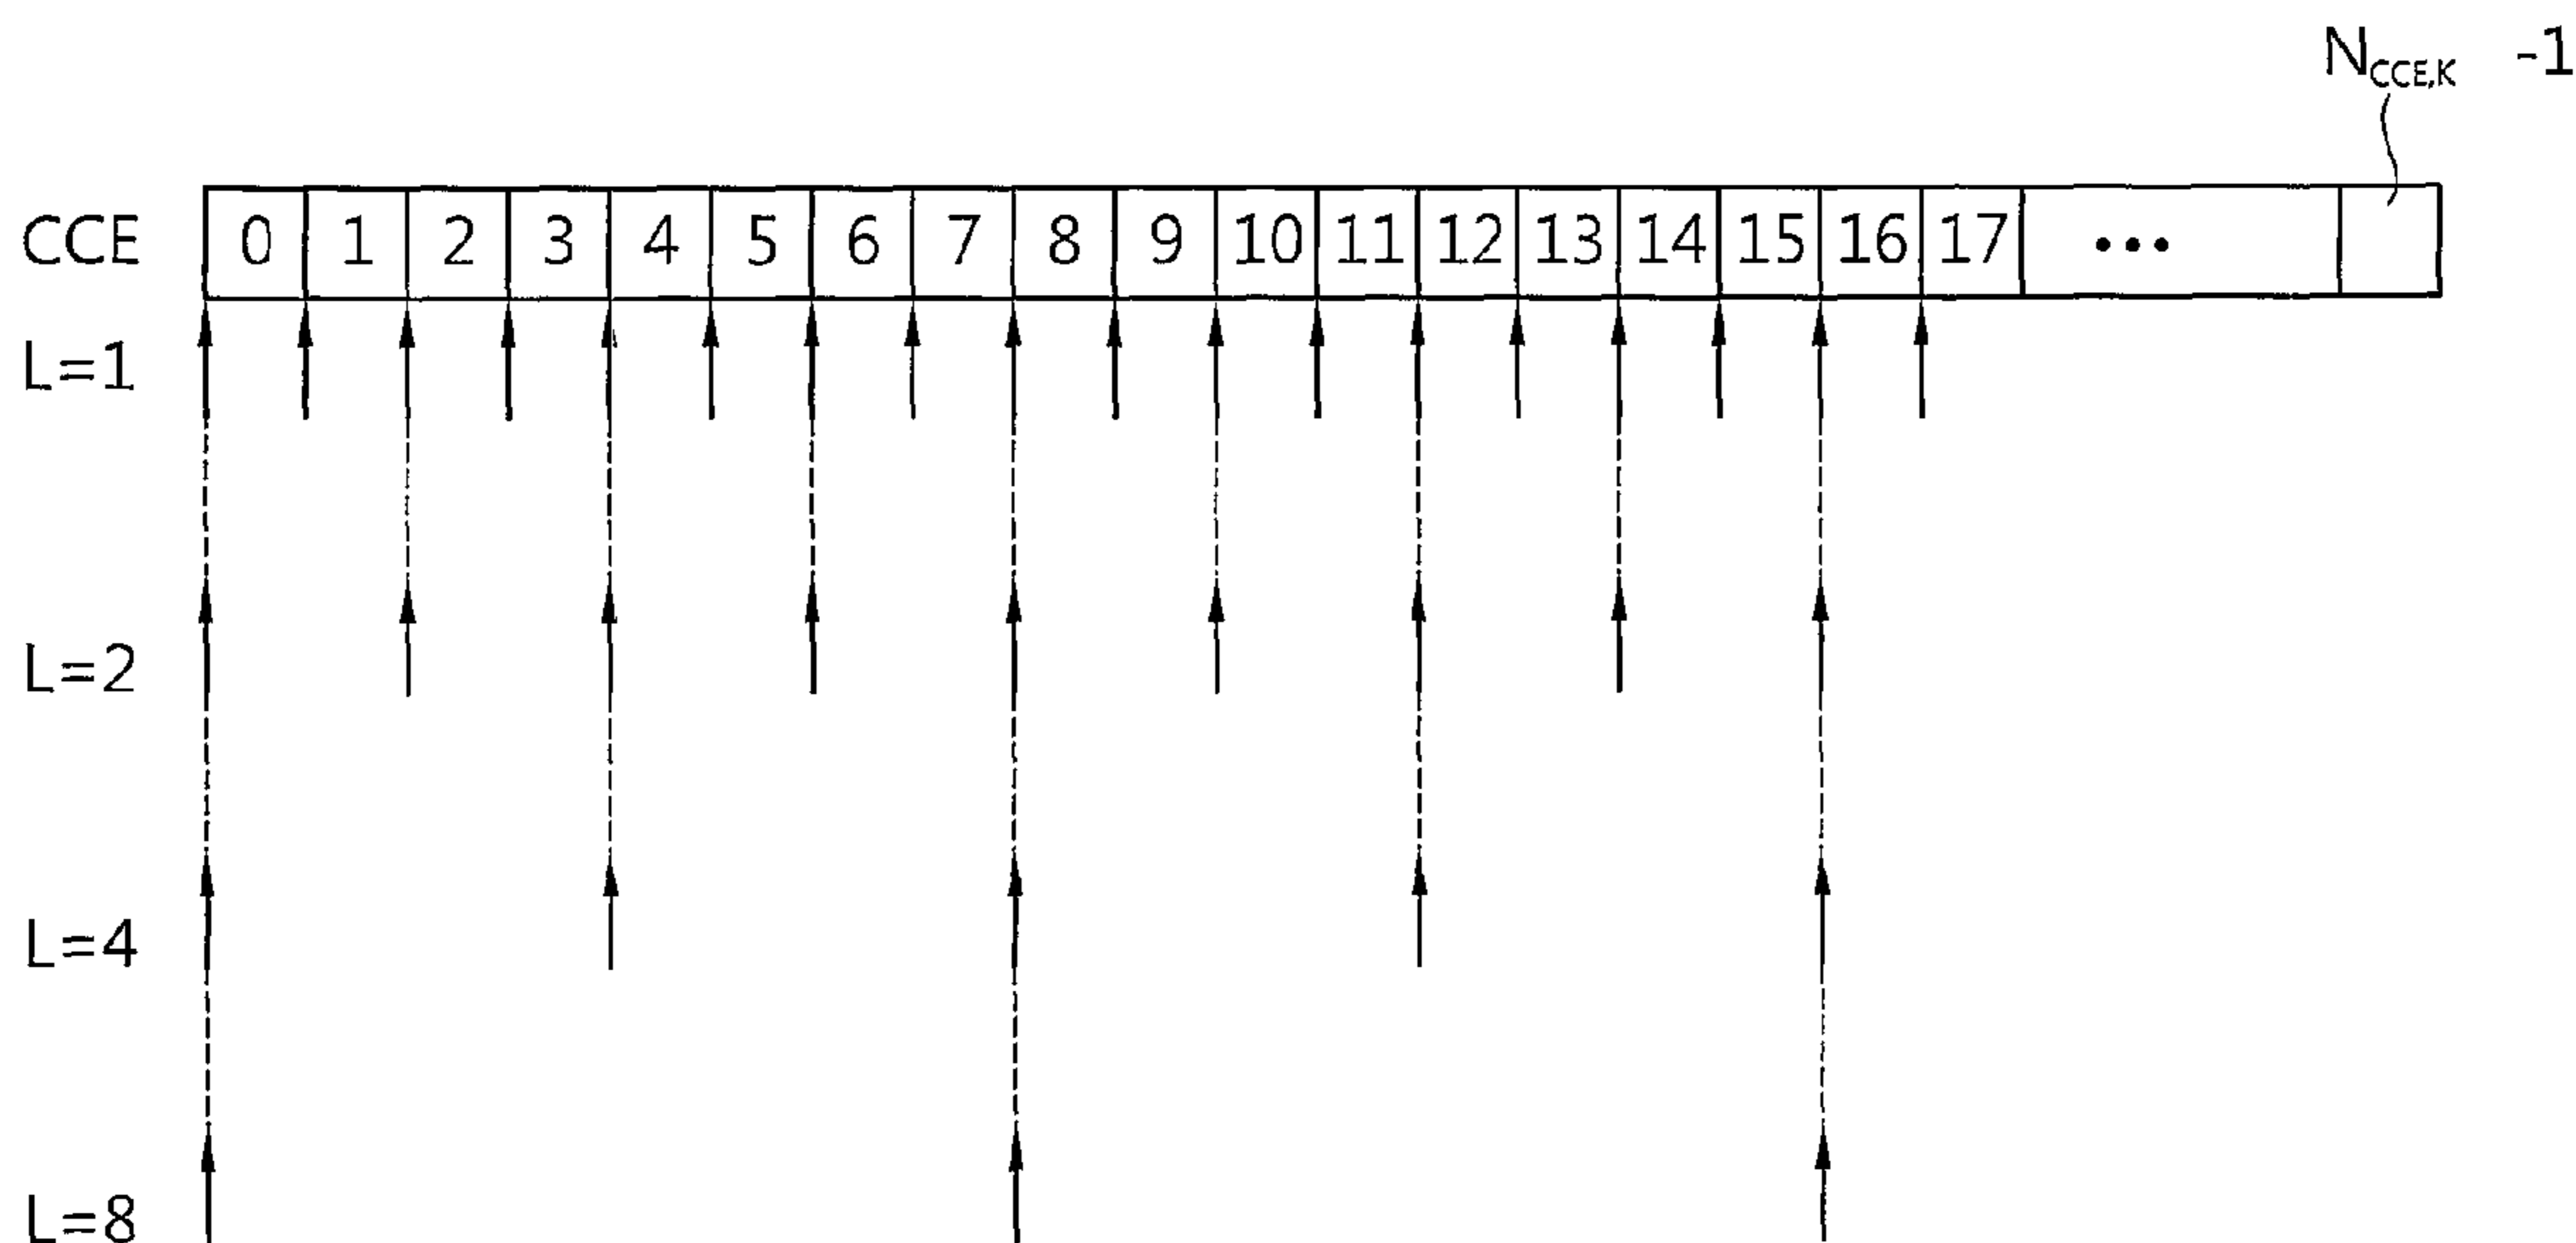 N_CCE,K -1
CCE 0 1 2 3 4 5 6 7 8 9 10 11 12 13 14 15 16 17 •••
L=1
L=2
L=4
L=8